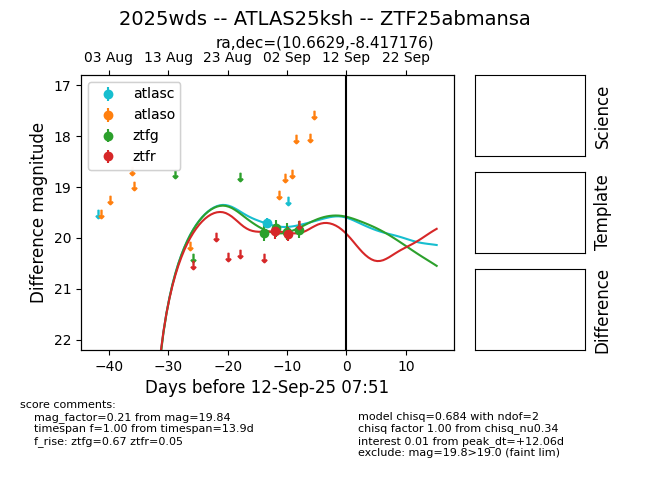 2025wds -- ATLAS25ksh -- ZTF25abmansa
ra,dec=(10.6629,-8.417176)
03 Aug 13 Aug 23 Aug 02 Sep 12 Sep 22 Sep
atlasc
atlaso
ztfg
ztfr
17
18
19
20
21
22
Difference magnitude
−40 −30 −20 −10 0 10
Days before 12-Sep-25 07:51
Science
Template
Difference
score comments:
mag_factor=0.21 from mag=19.84
timespan f=1.00 from timespan=13.9d
f_rise: ztfg=0.67 ztfr=0.05
model chisq=0.684 with ndof=2
chisq factor 1.00 from chisq_nu0.34
interest 0.01 from peak_dt=+12.06d
exclude: mag=19.8>19.0 (faint lim)